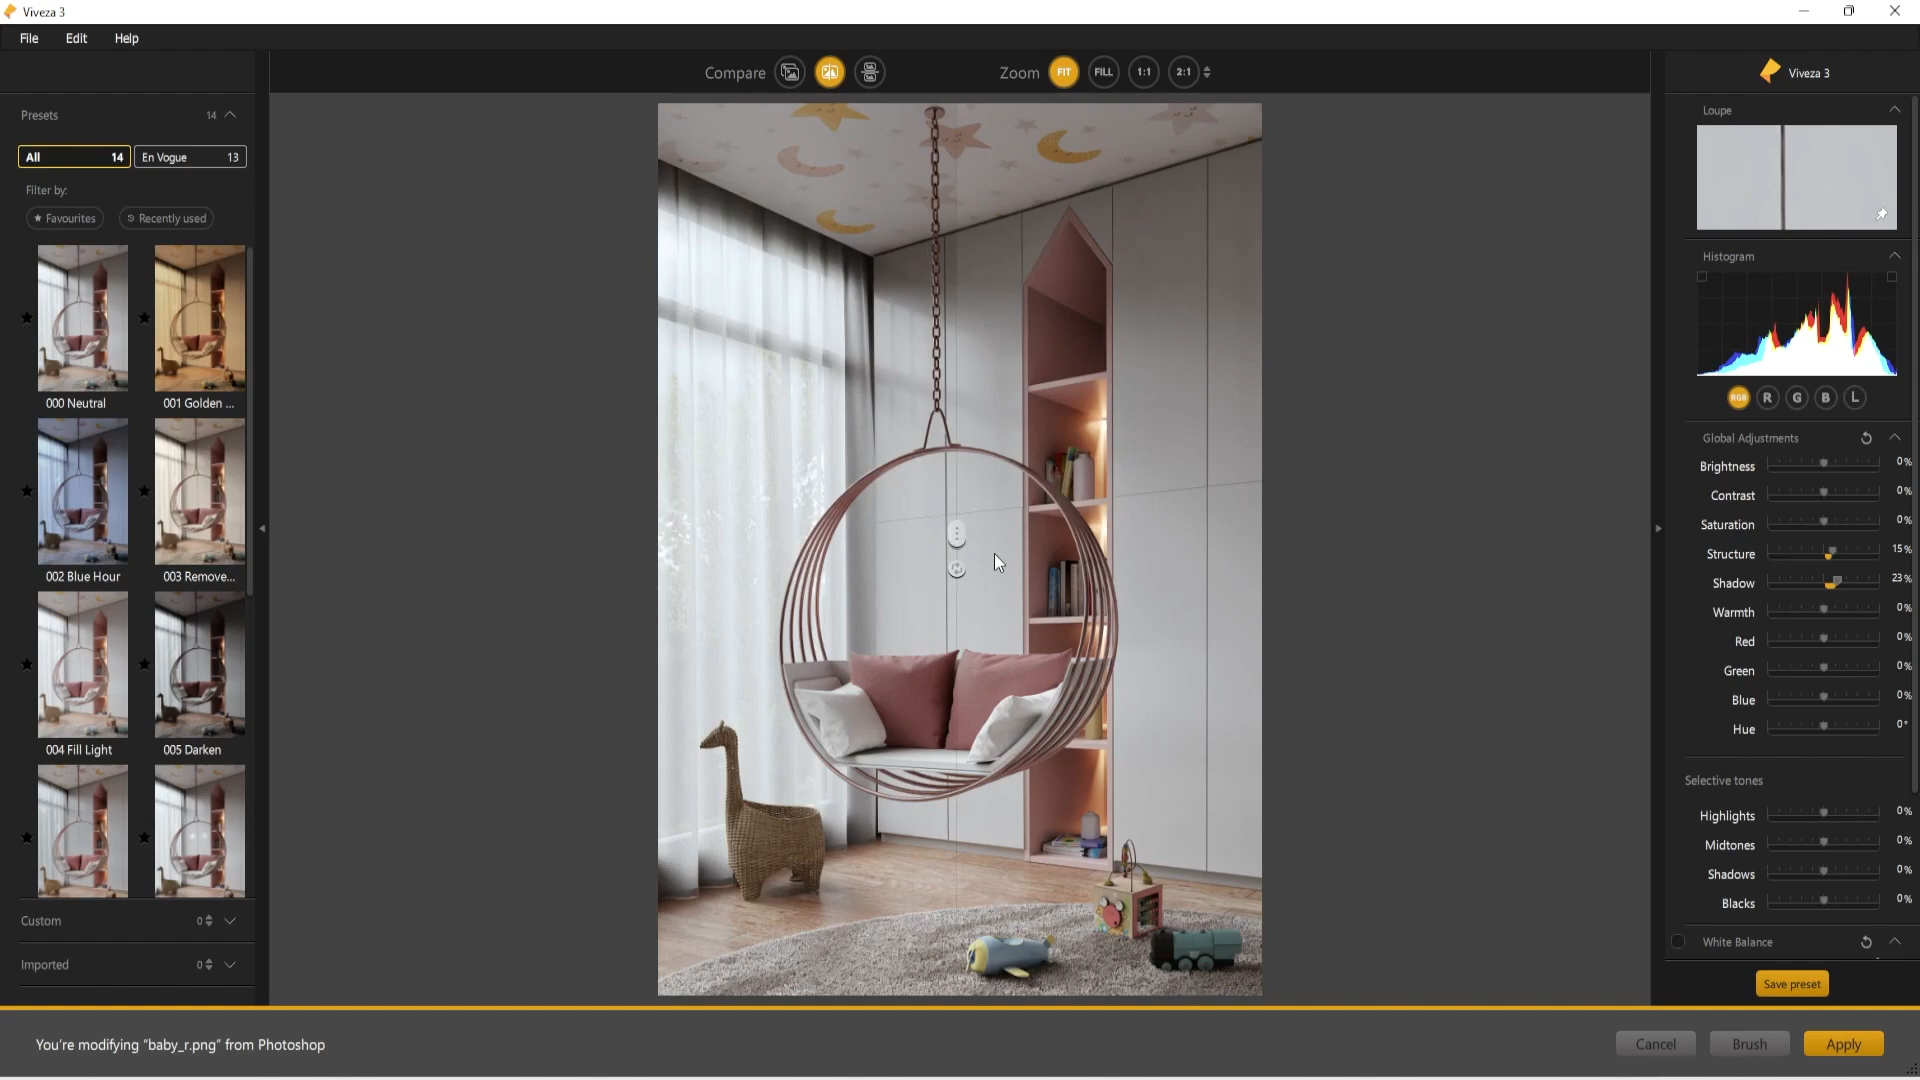 Viveza 3
File Edit Help
Compare Zoom FIT FILL 1:1 2:1
Viveza 3
Presets 14
All 14 En Vogue 13
Filter by:
Favourites Recently used
000 Neutral 001 Golden ...
002 Blue Hour 003 Remove...
004 Fill Light 005 Darken
Custom 0
Imported 0
Loupe
Histogram
RGB R G B L
Global Adjustments
Brightness 0%
Contrast 0%
Saturation 0%
Structure 15%
Shadow 23%
Warmth 0%
Red 0%
Green 0%
Blue 0%
Hue 0°
Selective tones
Highlights 0%
Midtones 0%
Shadows 0%
Blacks 0%
White Balance
Save preset
You're modifying "baby_r.png" from Photoshop
Cancel Brush Apply